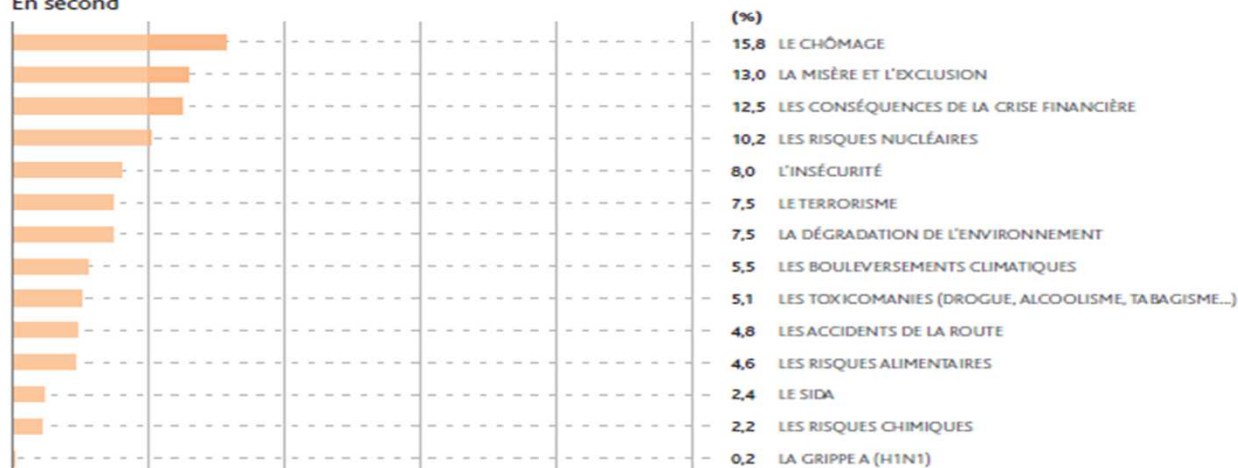 En second
(%)
15,8 LE CHÔMAGE
13,0 LA MISÈRE ET L'EXCLUSION
12,5 LES CONSÉQUENCES DE LA CRISE FINANCIÈRE
10,2 LES RISQUES NUCLÉAIRES
8,0 L'INSÉCURITÉ
7,5 LE TERRORISME
7,5 LA DÉGRADATION DE L'ENVIRONNEMENT
5,5 LES BOULEVERSEMENTS CLIMATIQUES
5,1 LES TOXICOMANIES (DROGUE, ALCOOLISME, TABAGISME...)
4,8 LES ACCIDENTS DE LA ROUTE
4,6 LES RISQUES ALIMENTAIRES
2,4 LE SIDA
2,2 LES RISQUES CHIMIQUES
0,2 LA GRIPPE A (H1N1)